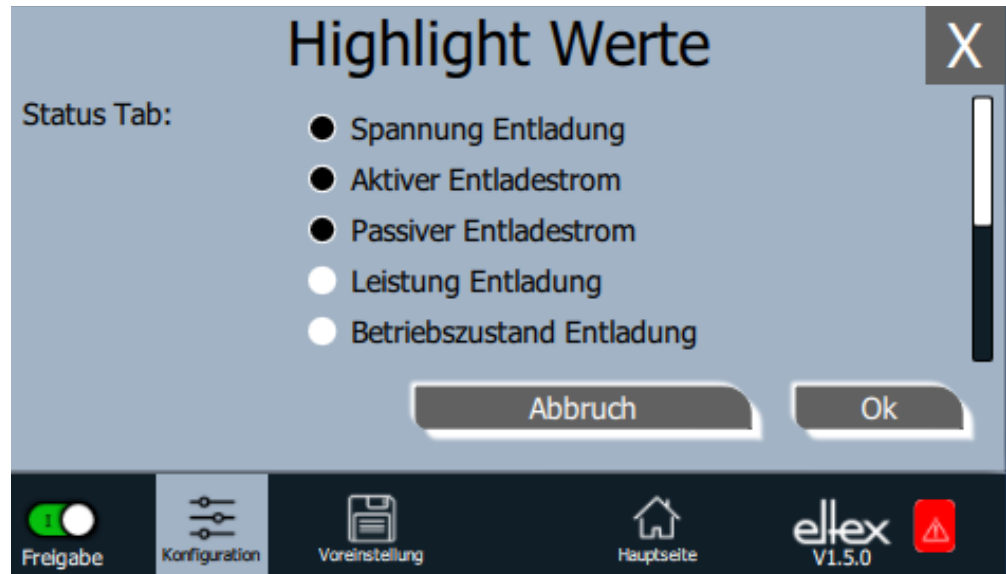 Highlight Werte
X
Status Tab:
Spannung Entladung
Aktiver Entladestrom
Passiver Entladestrom
Leistung Entladung
Betriebszustand Entladung
Abbruch
Ok
I
Freigabe
Konfiguration
Voreinstellung
Hauptseite
eltex
V1.5.0